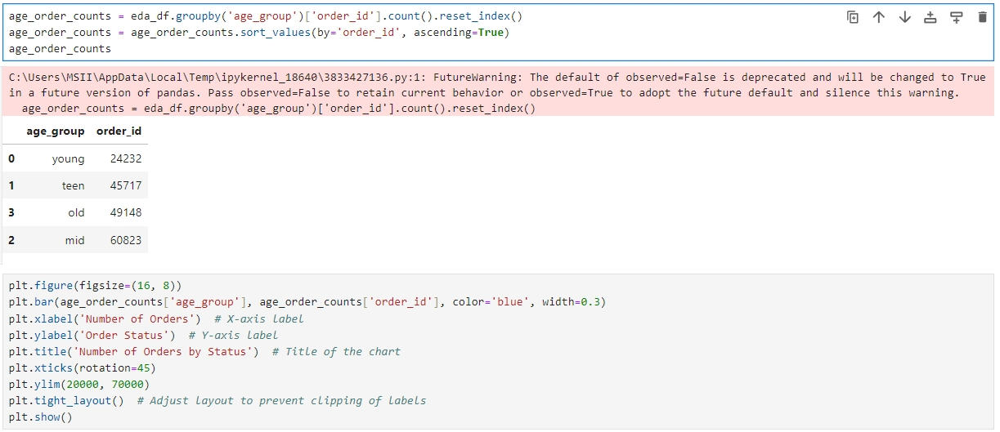 age_order_counts = eda_df.groupby('age_group')['order_id'].count().reset_index()
age_order_counts = age_order_counts.sort_values(by='order_id', ascending=True)
age_order_counts
C:\Users\MSII\AppData\Local\Temp\ipykernel_18640\3833427136.py:1: FutureWarning: The default of observed=False is deprecated and will be changed to True
in a future version of pandas. Pass observed=False to retain current behavior or observed=True to adopt the future default and silence this warning.
  age_order_counts = eda_df.groupby('age_group')['order_id'].count().reset_index()
age_group order_id
0 young 24232
1 teen 45717
3 old 49148
2 mid 60823
plt.figure(figsize=(16, 8))
plt.bar(age_order_counts['age_group'], age_order_counts['order_id'], color='blue', width=0.3)
plt.xlabel('Number of Orders')  # X-axis label
plt.ylabel('Order Status')  # Y-axis label
plt.title('Number of Orders by Status')  # Title of the chart
plt.xticks(rotation=45)
plt.ylim(20000, 70000)
plt.tight_layout()  # Adjust layout to prevent clipping of labels
plt.show()